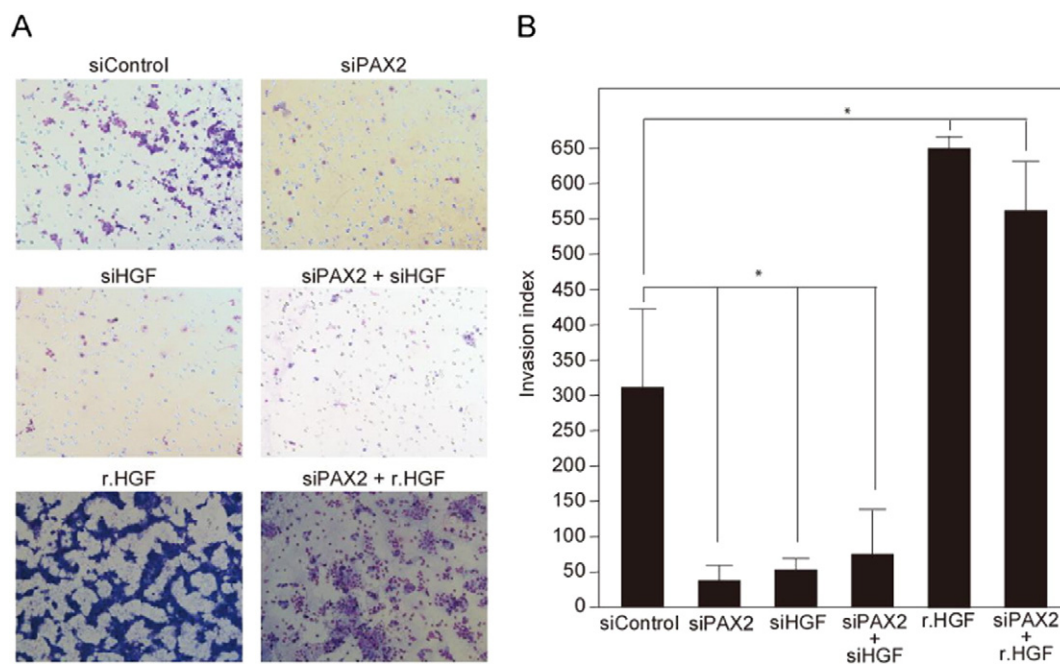 A
siControl
siPAX2
siHGF
siPAX2 + siHGF
r.HGF
siPAX2 + r.HGF
B
*
*
Invasion index
650
600
550
500
450
400
350
300
250
200
150
100
50
0
siControl
siPAX2
siHGF
siPAX2
+
siHGF
r.HGF
siPAX2
+
r.HGF